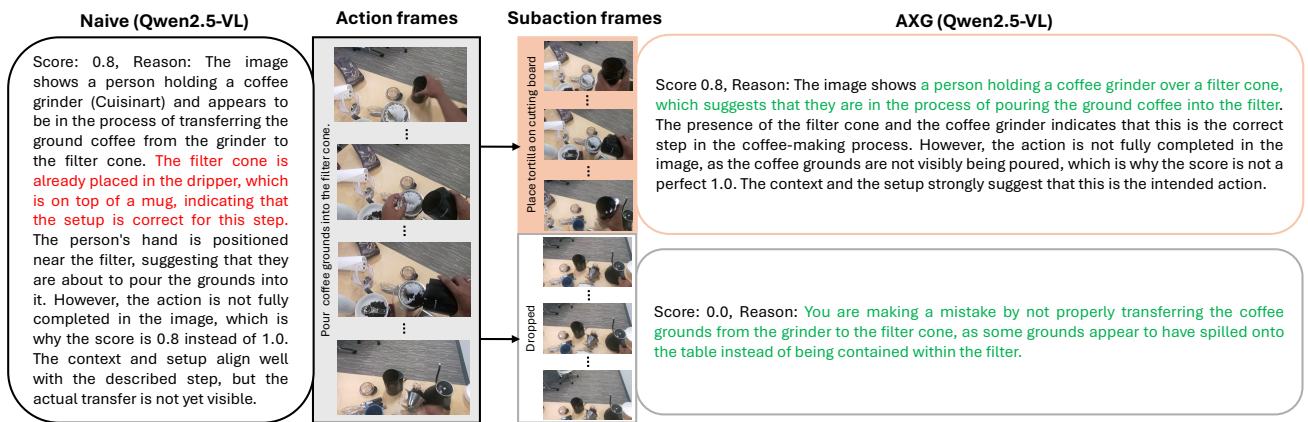 Naive (Qwen2.5-VL)
Score: 0.8, Reason: The image
shows a person holding a coffee
grinder (Cuisinart) and appears to
be in the process of transferring the
ground coffee from the grinder to
the filter cone. The filter cone is
already placed in the dripper, which
is on top of a mug, indicating that
the setup is correct for this step.
The person's hand is positioned
near the filter, suggesting that they
are about to pour the grounds into
it. However, the action is not fully
completed in the image, which is
why the score is 0.8 instead of 1.0.
The context and setup align well
with the described step, but the
actual transfer is not yet visible.
Action frames
Pour coffee grounds into the filter cone.
Subaction frames
Place tortilla on cutting board
Dropped
AXG (Qwen2.5-VL)
Score 0.8, Reason: The image shows a person holding a coffee grinder over a filter cone,
which suggests that they are in the process of pouring the ground coffee into the filter.
The presence of the filter cone and the coffee grinder indicates that this is the correct
step in the coffee-making process. However, the action is not fully completed in the
image, as the coffee grounds are not visibly being poured, which is why the score is not a
perfect 1.0. The context and the setup strongly suggest that this is the intended action.
Score: 0.0, Reason: You are making a mistake by not properly transferring the coffee
grounds from the grinder to the filter cone, as some grounds appear to have spilled onto
the table instead of being contained within the filter.